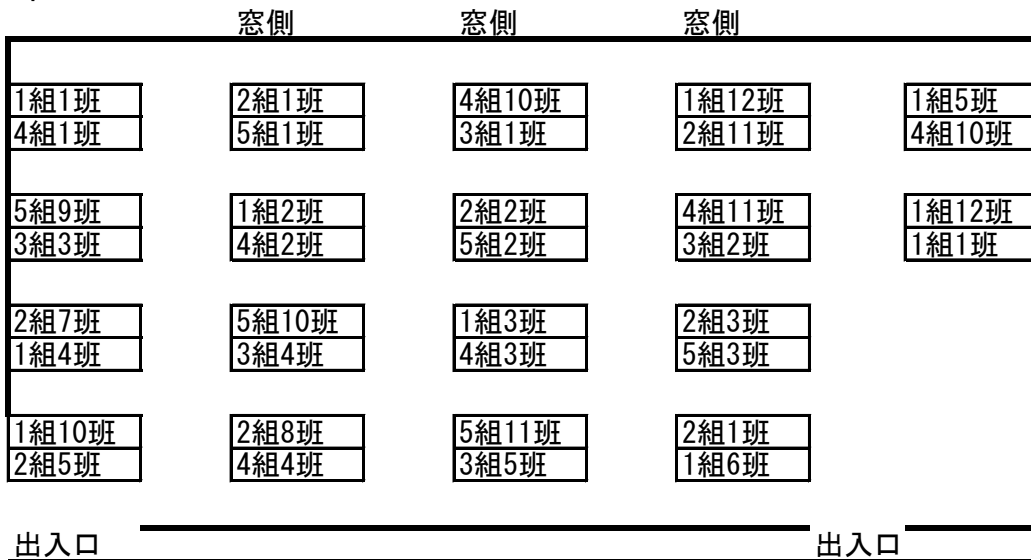 窓側 窓側 窓側
1組1班 2組1班 4組10班 1組12班 1組5班
4組1班 5組1班 3組1班 2組11班 4組10班
5組9班 1組2班 2組2班 4組11班 1組12班
3組3班 4組2班 5組2班 3組2班 1組1班
2組7班 5組10班 1組3班 2組3班
1組4班 3組4班 4組3班 5組3班
1組10班 2組8班 5組11班 2組1班
2組5班 4組4班 3組5班 1組6班
出入口 出入口